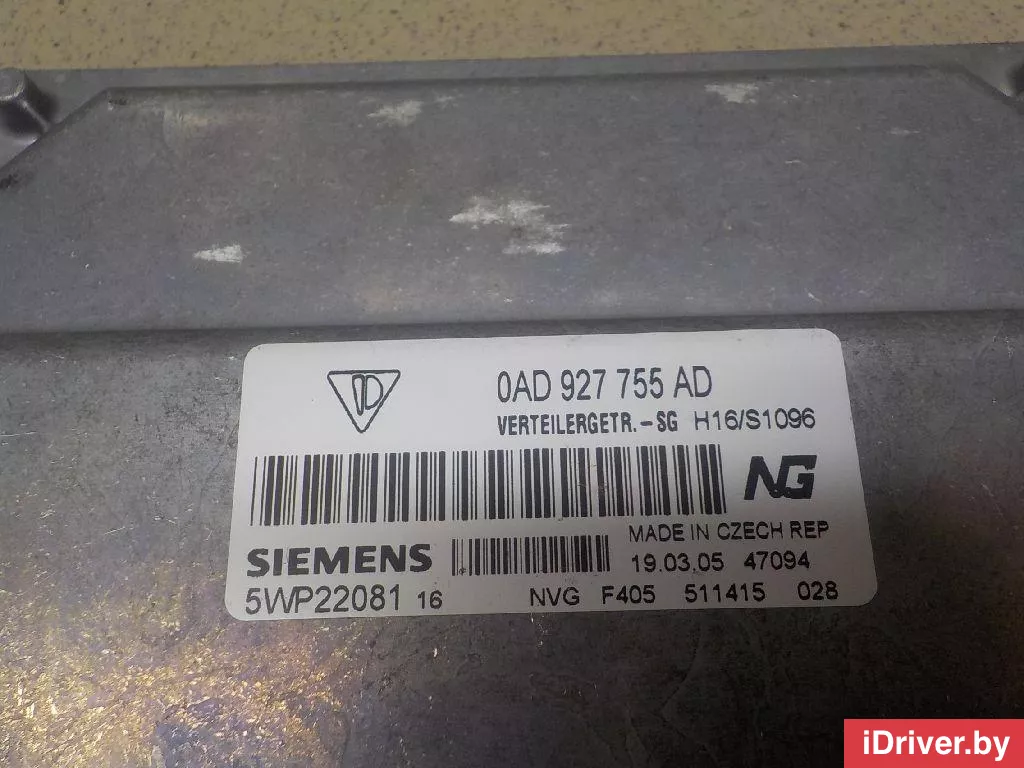 0AD 927 755 AD
VERTEILERGETR.-SG H16/S1096
NG
MADE IN CZECH REP
SIEMENS 19.03.05 47094
5WP22081 16 NVG F405 511415 028
iDriver.by